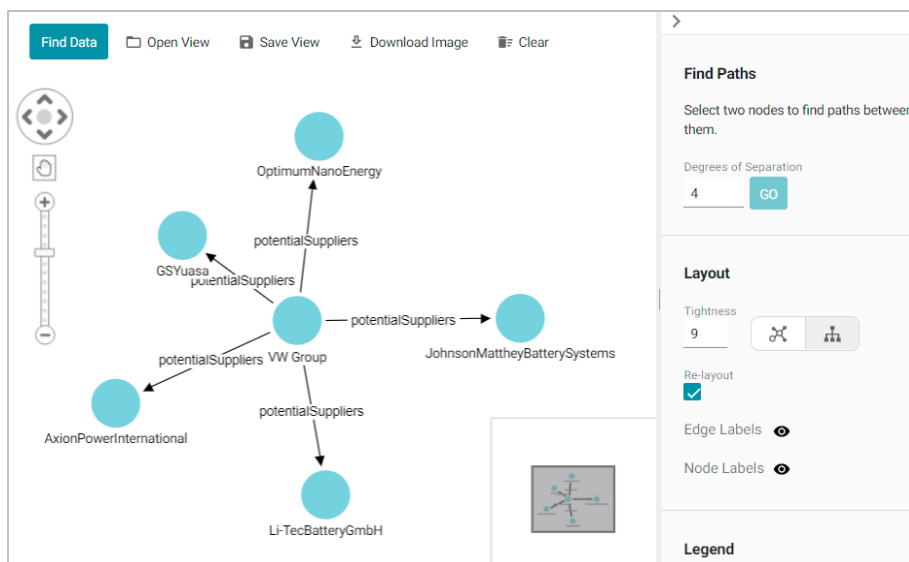 Find Data
Open View
Save View
Download Image
Clear
OptimumNanoEnergy
potentialSuppliers
GSYuasa
potentialSuppliers
potentialSuppliers
JohnsonMattheyBatterySystems
potentialSuppliers
VW Group
AxionPowerInternational
potentialSuppliers
Li-TecBatteryGmbH
Find Paths
Select two nodes to find paths between
them.
Degrees of Separation
4
GO
Layout
Tightness
9
Re-layout
Edge Labels
Node Labels
Legend